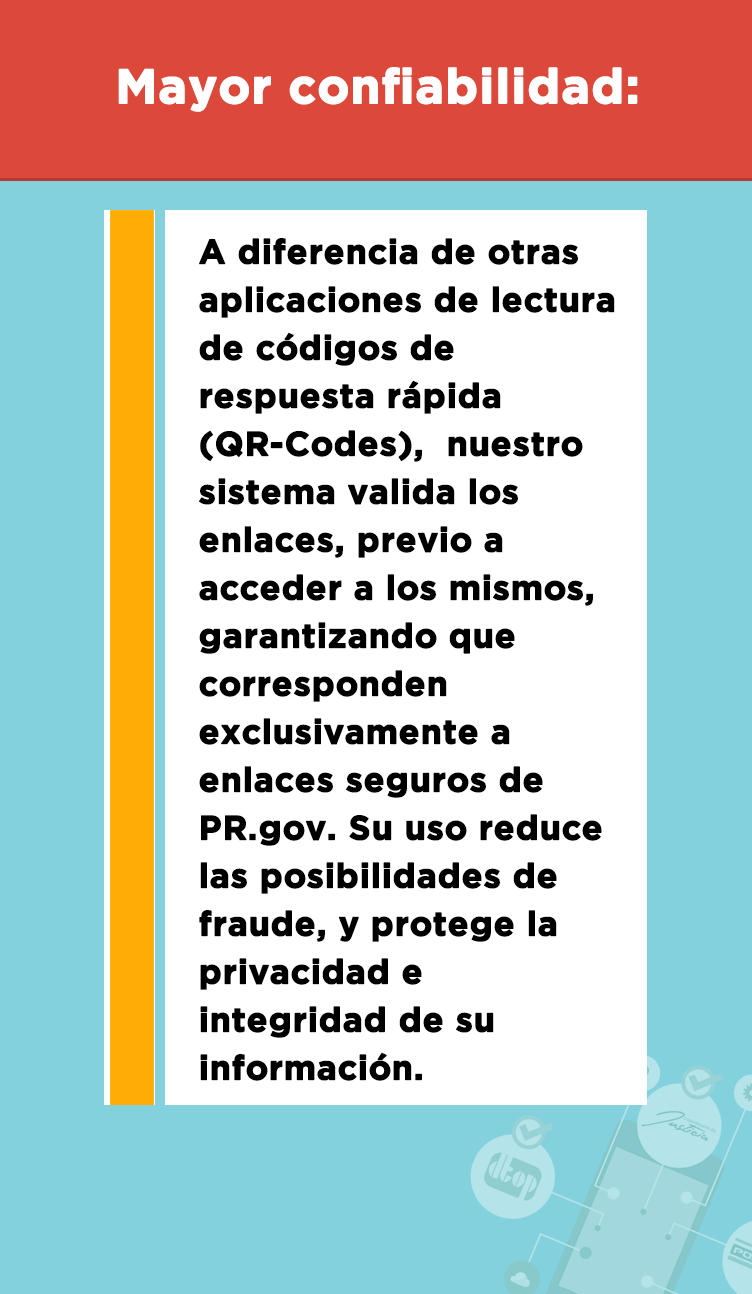 Mayor confiabilidad:
A diferencia de otras
aplicaciones de lectura
de códigos de
respuesta rápida
(QR-Codes),  nuestro
sistema valida los
enlaces, previo a
acceder a los mismos,
garantizando que
corresponden
exclusivamente a
enlaces seguros de
PR.gov. Su uso reduce
las posibilidades de
fraude, y protege la
privacidad e
integridad de su
información.
Justicia
dtop